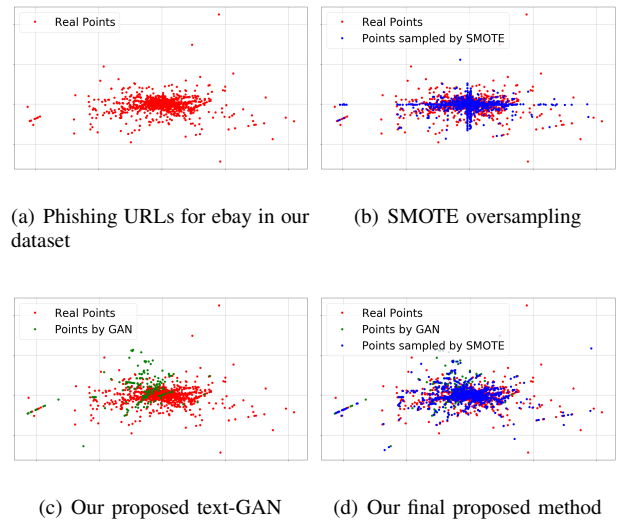 Real Points
Real Points
Points sampled by SMOTE
(a) Phishing URLs for ebay in our
dataset
(b) SMOTE oversampling
Real Points
Points by GAN
Real Points
Points by GAN
Points sampled by SMOTE
(c) Our proposed text-GAN
(d) Our final proposed method